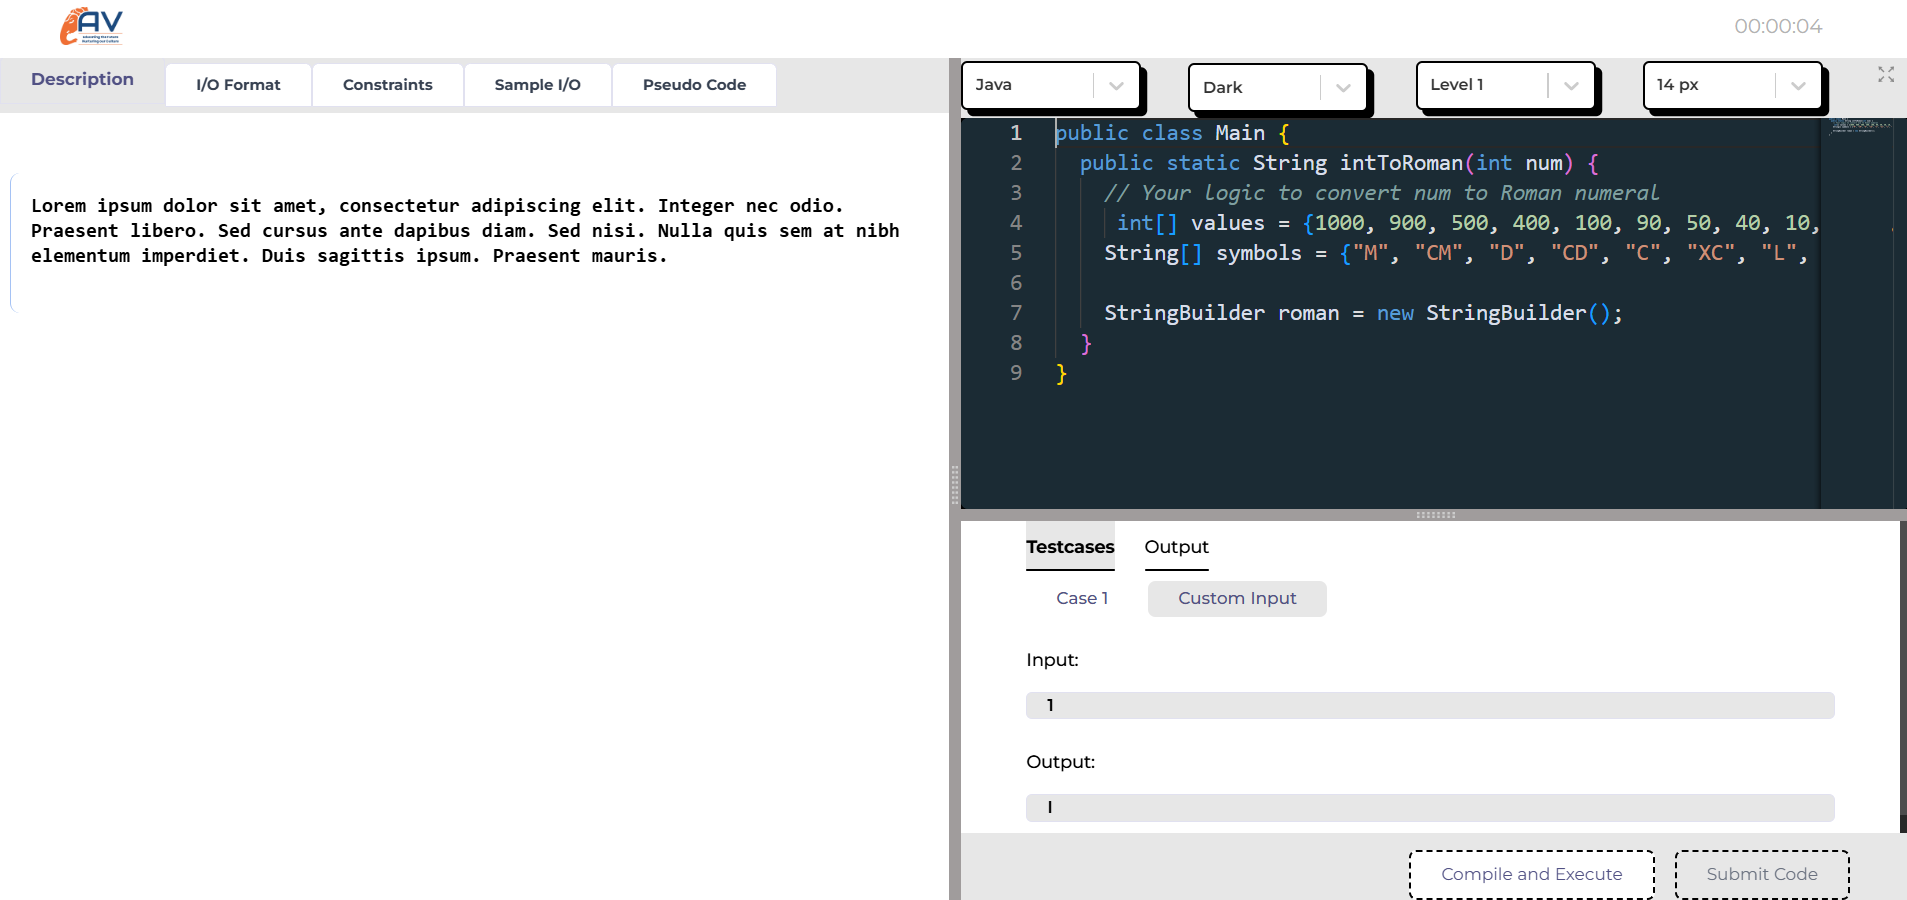 AV
00:00:04
Description
I/O Format
Constraints
Sample I/O
Pseudo Code
Java
Dark
Level 1
14 px
Lorem ipsum dolor sit amet, consectetur adipiscing elit. Integer nec odio.
Praesent libero. Sed cursus ante dapibus diam. Sed nisi. Nulla quis sem at nibh
elementum imperdiet. Duis sagittis ipsum. Praesent mauris.
1 public class Main {
2 public static String intToRoman(int num) {
3 // Your logic to convert num to Roman numeral
4 int[] values = {1000, 900, 500, 400, 100, 90, 50, 40, 10,
5 String[] symbols = {"M", "CM", "D", "CD", "C", "XC", "L",
6
7 StringBuilder roman = new StringBuilder();
8 }
9 }
Testcases
Output
Case 1
Custom Input
Input:
1
Output:
I
Compile and Execute
Submit Code